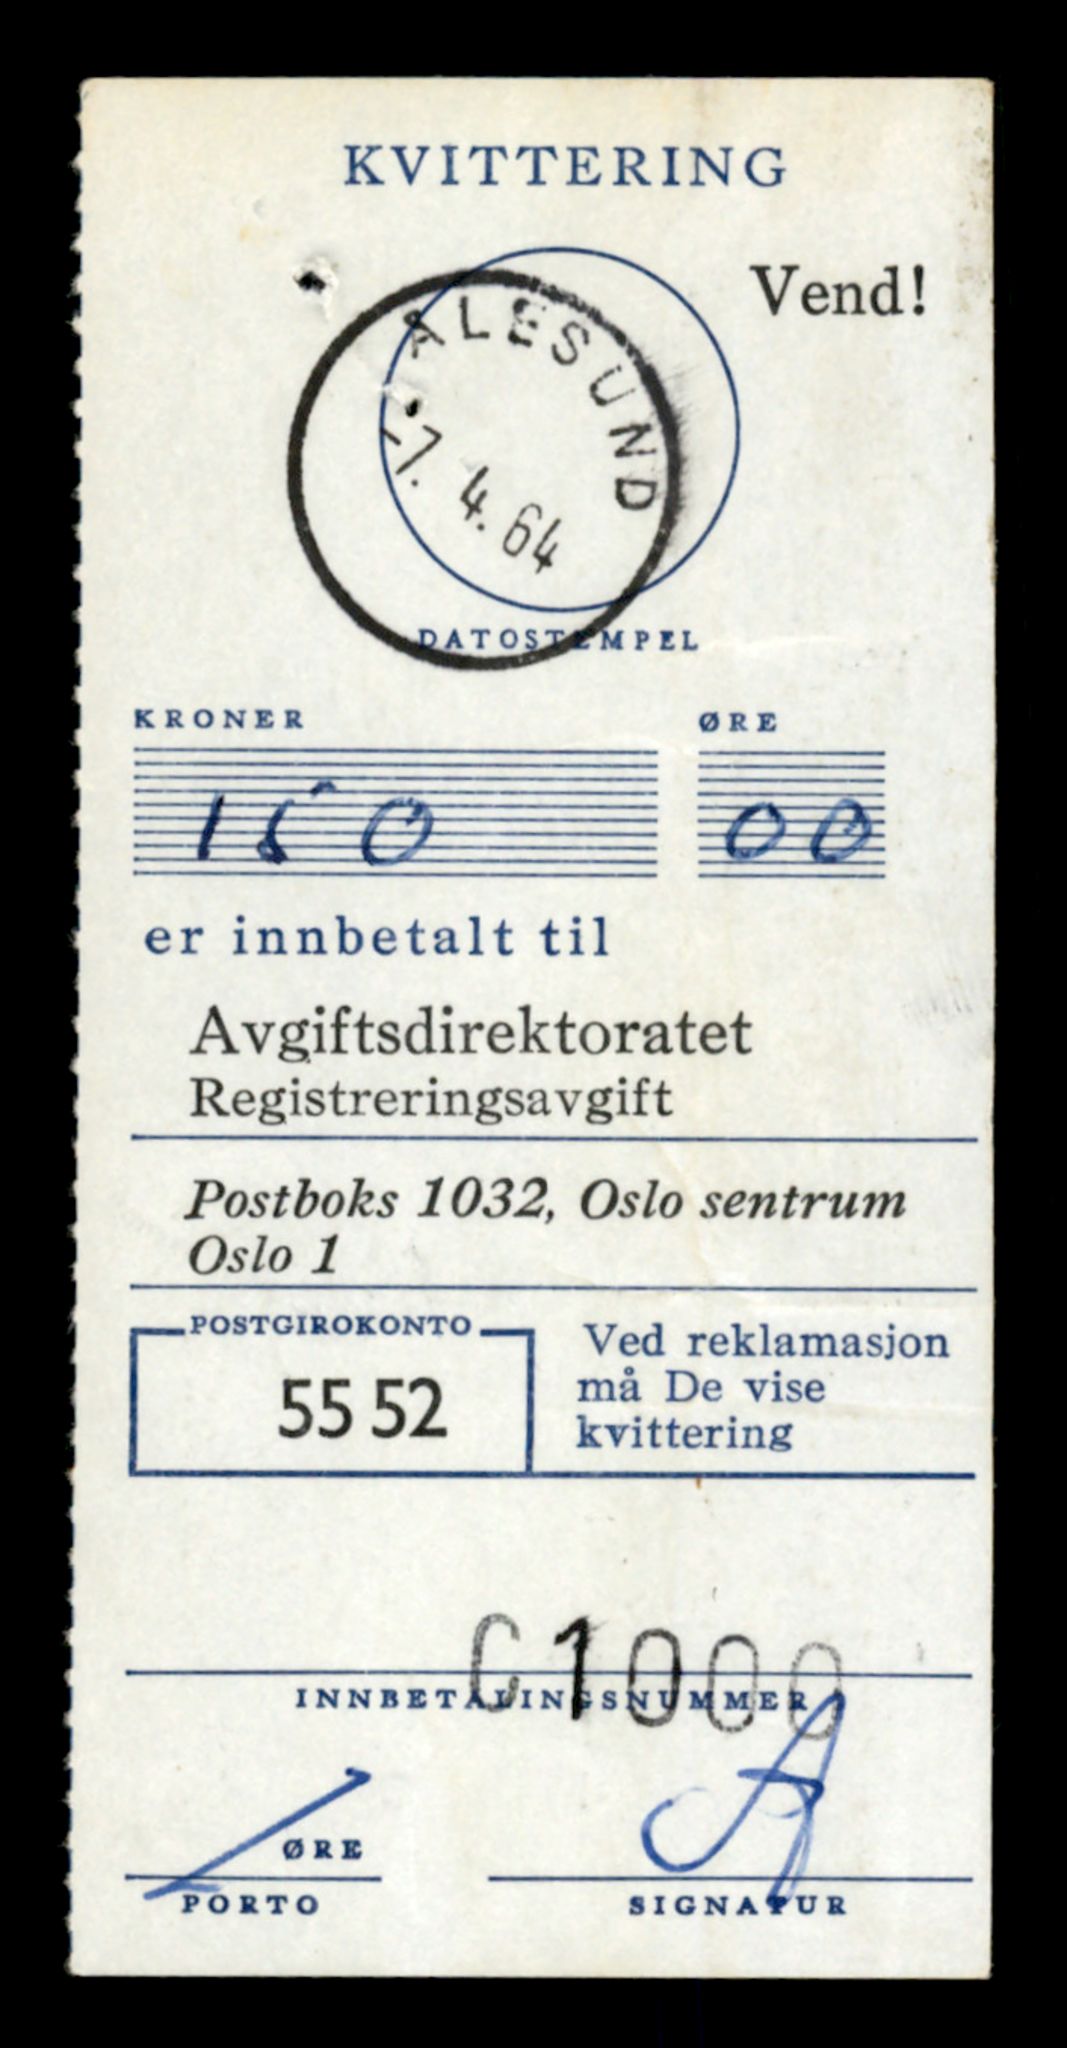 KVITTERING
Vend!
ÅLESUND
-7. 4. 64
DATOSTEMPEL
KRONER ØRE
150 00
er innbetalt til
Avgiftsdirektoratet
Registreringsavgift
Postboks 1032, Oslo sentrum
Oslo 1
POSTGIROKONTO
55 52
Ved reklamasjon
må De vise
kvittering
C1000
INNBETALINGSNUMMER
ØRE
PORTO
SIGNATUR